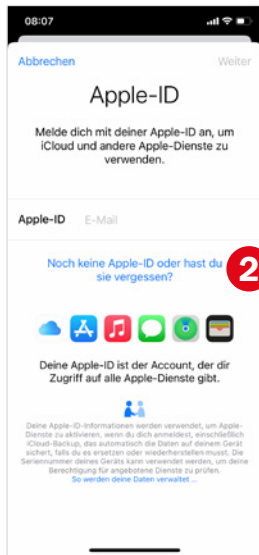 08:07
Abbrechen Weiter
Apple-ID
Melde dich mit deiner Apple-ID an, um
iCloud und andere Apple-Dienste zu
verwenden.
Apple-ID E-Mail
Noch keine Apple-ID oder hast du
sie vergessen?
2
Deine Apple-ID ist der Account, der dir
Zugriff auf alle Apple-Dienste gibt.
Deine Apple-ID-Informationen werden verwendet, um Apple-
Dienste zu aktivieren, wenn du dich anmeldest, einschließlich
iCloud-Backup, das automatisch die Daten auf deinem Gerät
sichert, falls du es ersetzen oder wiederherstellen musst. Die
Seriennummer deines Geräts kann verwendet werden, um deine
Berechtigung für angebotene Dienste zu prüfen.
So werden deine Daten verwaltet ...